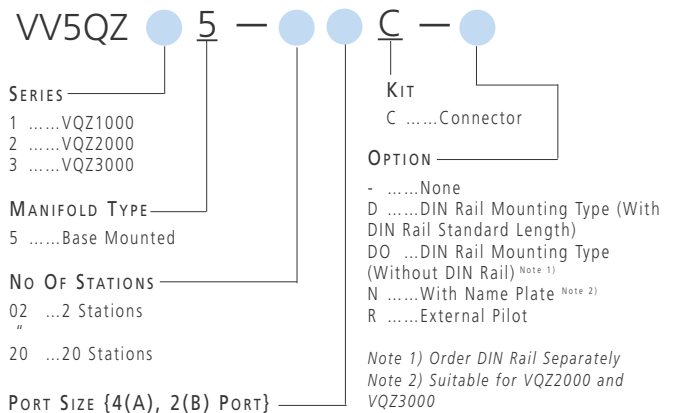 VV5QZ 5 – C –
SERIES
1 ......VQZ1000
2 ......VQZ2000
3 ......VQZ3000
MANIFOLD TYPE
5 ......Base Mounted
NO OF STATIONS
02 ...2 Stations
"
20 ...20 Stations
PORT SIZE {4(A), 2(B) PORT}
KIT
C ......Connector
OPTION
- ......None
D ......DIN Rail Mounting Type (With
DIN Rail Standard Length)
DO ...DIN Rail Mounting Type
(Without DIN Rail) Note 1)
N ......With Name Plate Note 2)
R ......External Pilot
Note 1) Order DIN Rail Separately
Note 2) Suitable for VQZ2000 and
VQZ3000